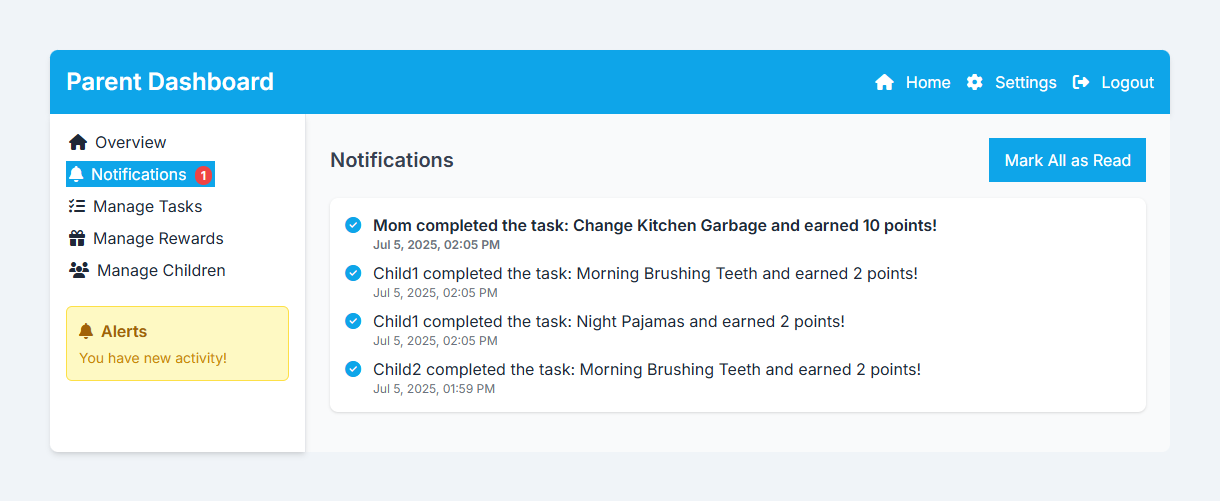 Parent Dashboard
Home Settings Logout
Overview
Notifications 1
Manage Tasks
Manage Rewards
Manage Children
Alerts
You have new activity!
Notifications
Mark All as Read
Mom completed the task: Change Kitchen Garbage and earned 10 points!
Jul 5, 2025, 02:05 PM
Child1 completed the task: Morning Brushing Teeth and earned 2 points!
Jul 5, 2025, 02:05 PM
Child1 completed the task: Night Pajamas and earned 2 points!
Jul 5, 2025, 02:05 PM
Child2 completed the task: Morning Brushing Teeth and earned 2 points!
Jul 5, 2025, 01:59 PM